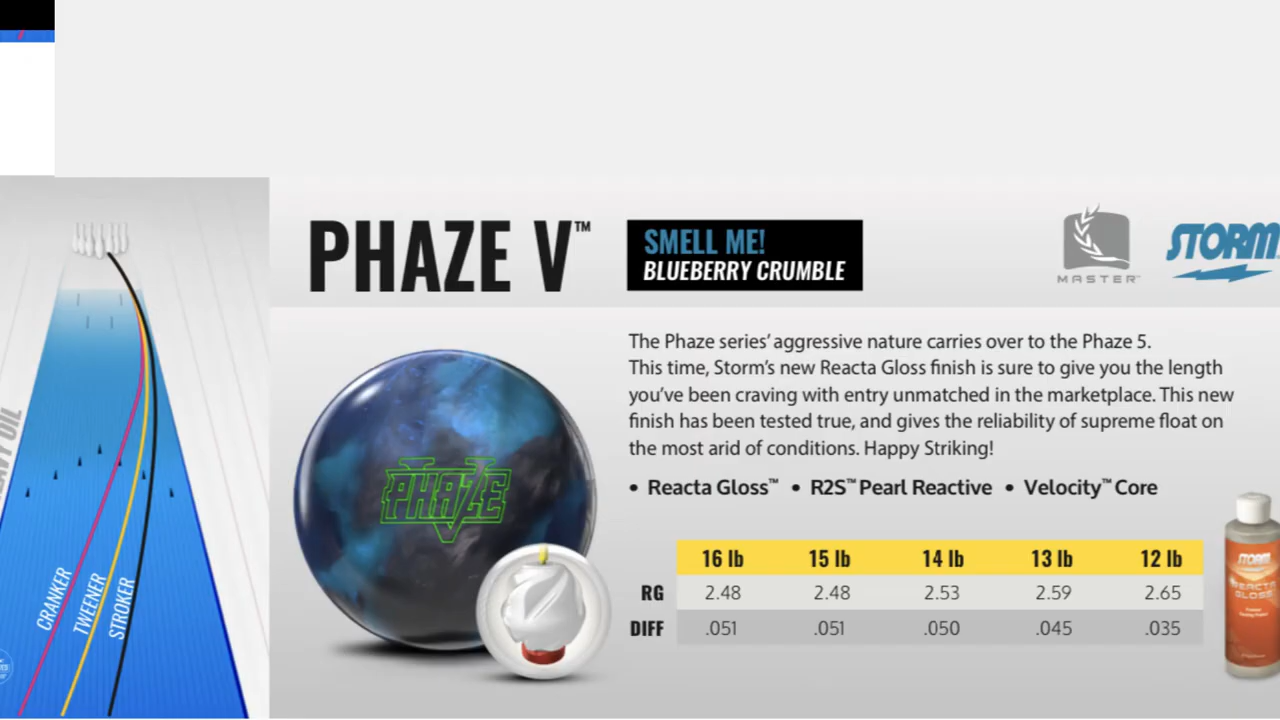 PHAZE V™
SMELL ME!
BLUEBERRY CRUMBLE
MASTER™
STORM
The Phaze series' aggressive nature carries over to the Phaze 5.
This time, Storm's new Reacta Gloss finish is sure to give you the length
you've been craving with entry unmatched in the marketplace. This new
finish has been tested true, and gives the reliability of supreme float on
the most arid of conditions. Happy Striking!
• Reacta Gloss™ • R2S™ Pearl Reactive • Velocity™ Core
16 lb 15 lb 14 lb 13 lb 12 lb
RG 2.48 2.48 2.53 2.59 2.65
DIFF .051 .051 .050 .045 .035
PHAZE
V
OIL
CRANKER
TWEENER
STROKER
STORM
REACTA
GLOSS